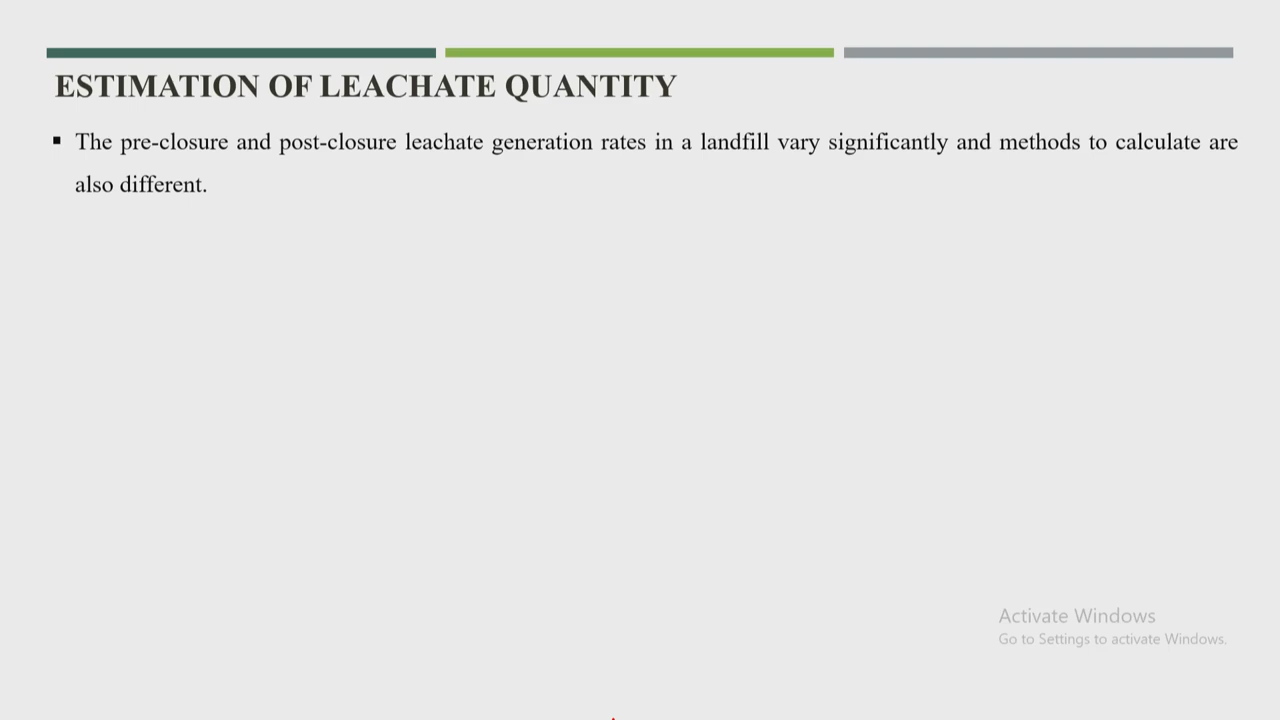 ESTIMATION OF LEACHATE QUANTITY
▪ The pre-closure and post-closure leachate generation rates in a landfill vary significantly and methods to calculate are
also different.
Activate Windows
Go to Settings to activate Windows.